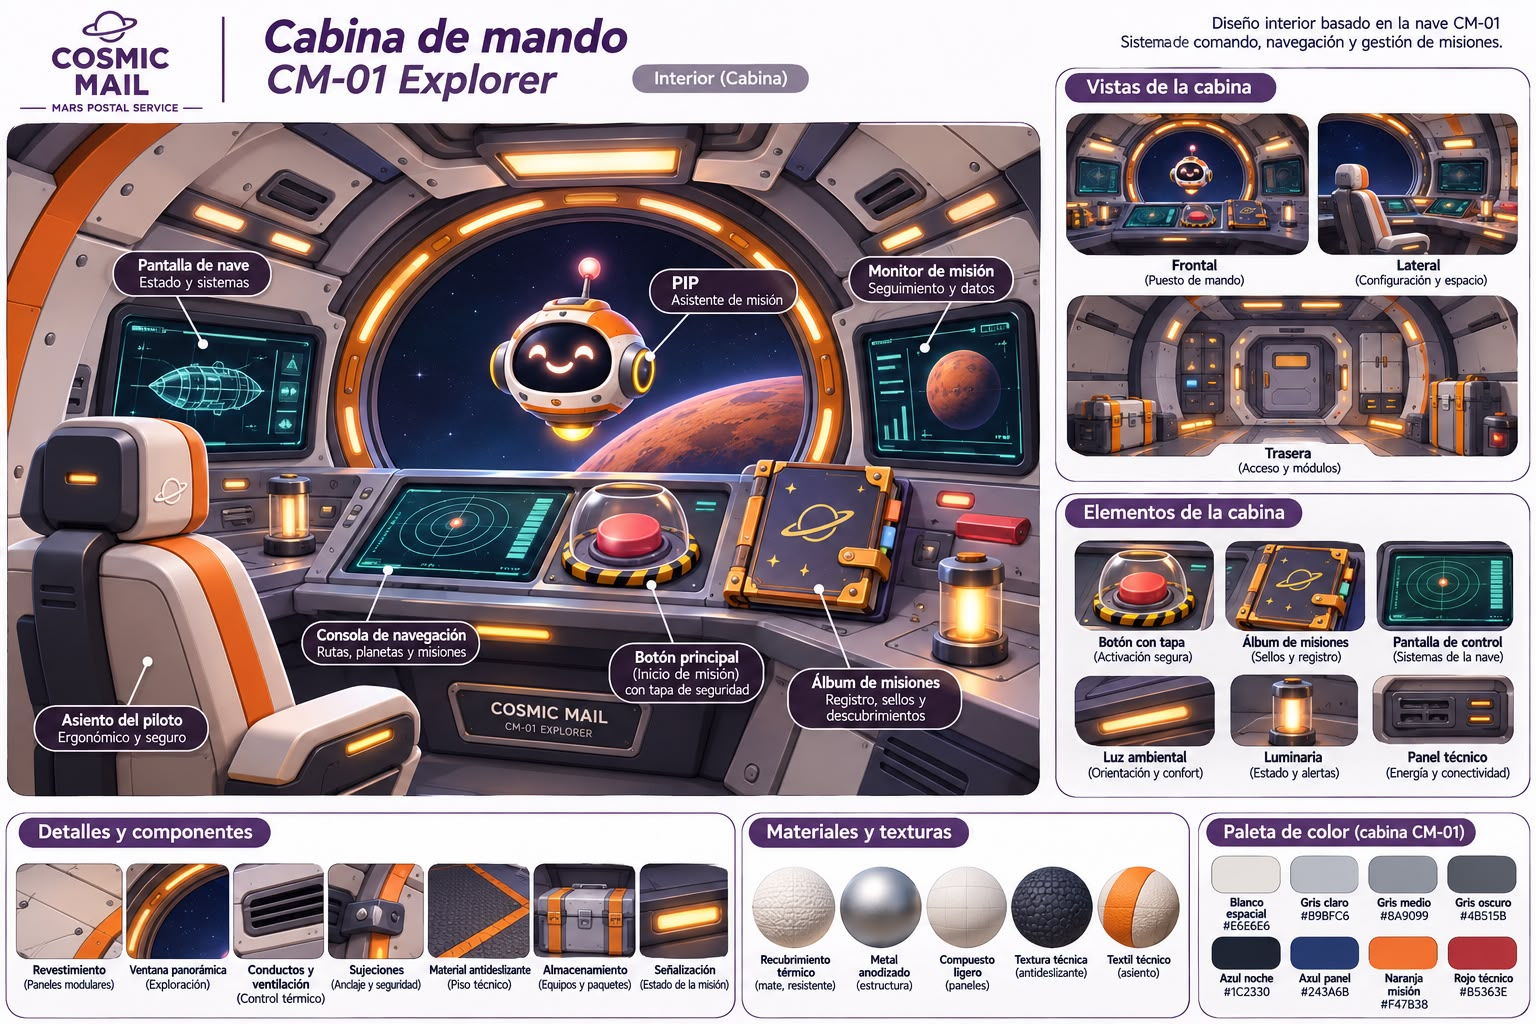 COSMIC
MAIL
MARS POSTAL SERVICE
Cabina de mando
CM-01 Explorer
Interior (Cabina)
Diseño interior basado en la nave CM-01
Sistema de comando, navegación y gestión de misiones.
Pantalla de nave
Estado y sistemas
PIP
Asistente de misión
Monitor de misión
Seguimiento y datos
Consola de navegación
Rutas, planetas y misiones
Botón principal
(Inicio de misión)
con tapa de seguridad
Álbum de misiones
Registro, sellos y
descubrimientos
Asiento del piloto
Ergonómico y seguro
COSMIC MAIL
CM-01 EXPLORER
Vistas de la cabina
Frontal
(Puesto de mando)
Lateral
(Configuración y espacio)
Trasera
(Acceso y módulos)
Elementos de la cabina
Botón con tapa
(Activación segura)
Álbum de misiones
(Sellos y registro)
Pantalla de control
(Sistemas de la nave)
Luz ambiental
(Orientación y confort)
Luminaria
(Estado y alertas)
Panel técnico
(Energía y conectividad)
Detalles y componentes
Revestimiento
(Paneles modulares)
Ventana panorámica
(Exploración)
Conductos y
ventilación
(Control térmico)
Sujeciones
(Anclaje y seguridad)
Material antideslizante
(Piso técnico)
Almacenamiento
(Equipos y paquetes)
Señalización
(Estado de la misión)
Materiales y texturas
Recubrimiento
térmico
(mate, resistente)
Metal
anodizado
(estructura)
Compuesto
ligero
(paneles)
Textura técnica
(antideslizante)
Textil técnico
(asiento)
Paleta de color (cabina CM-01)
Blanco
espacial
#E6E6E6
Gris claro
#B9BFC6
Gris medio
#8A9099
Gris oscuro
#4B515B
Azul noche
#1C2330
Azul panel
#243A6B
Naranja
misión
#F47B38
Rojo técnico
#B5363E